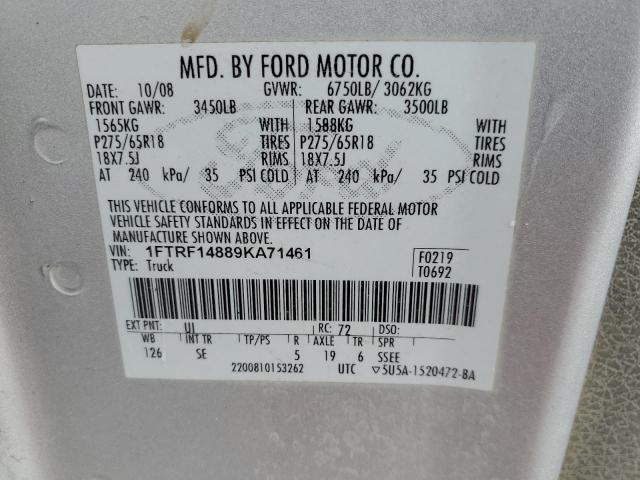 MFD. BY FORD MOTOR CO.
DATE: 10/08 GVWR: 6750LB/ 3062KG
FRONT GAWR: 3450LB REAR GAWR: 3500LB
1565KG WITH 1588KG WITH
P275/65R18 TIRES P275/65R18 TIRES
18X7.5J RIMS 18X7.5J RIMS
AT 240 kPa/ 35 PSI COLD AT 240 kPa/ 35 PSI COLD
THIS VEHICLE CONFORMS TO ALL APPLICABLE FEDERAL MOTOR
VEHICLE SAFETY STANDARDS IN EFFECT ON THE DATE OF
MANUFACTURE SHOWN ABOVE.
VIN: 1FTRF14889KA71461 F0219
TYPE: Truck T0692
EXT PNT: UI RC: 72 DSO:
WB INT TR TP/PS R AXLE TR SPR
126 SE 5 19 6 SSEE
2200810153262 UTC ▽5U5A-1520472-BA